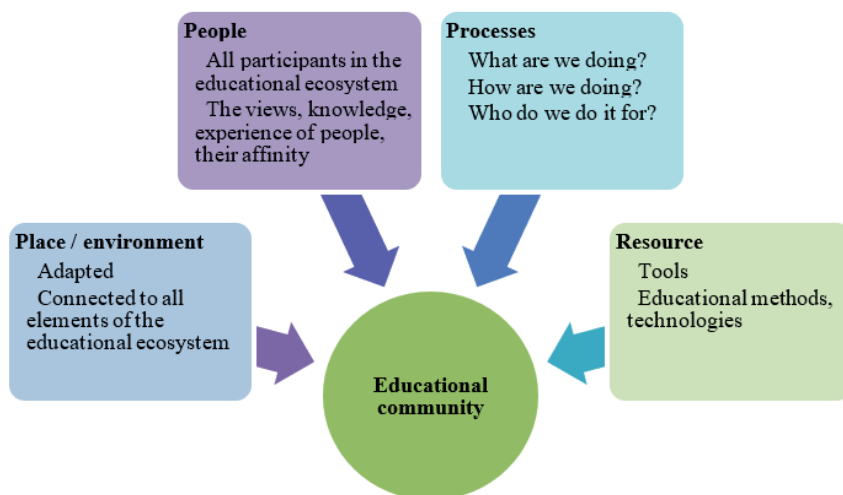 People
All participants in the
educational ecosystem
The views, knowledge,
experience of people,
their affinity
Processes
What are we doing?
How are we doing?
Who do we do it for?
Place / environment
Adapted
Connected to all
elements of the
educational ecosystem
Resource
Tools
Educational methods,
technologies
Educational
community